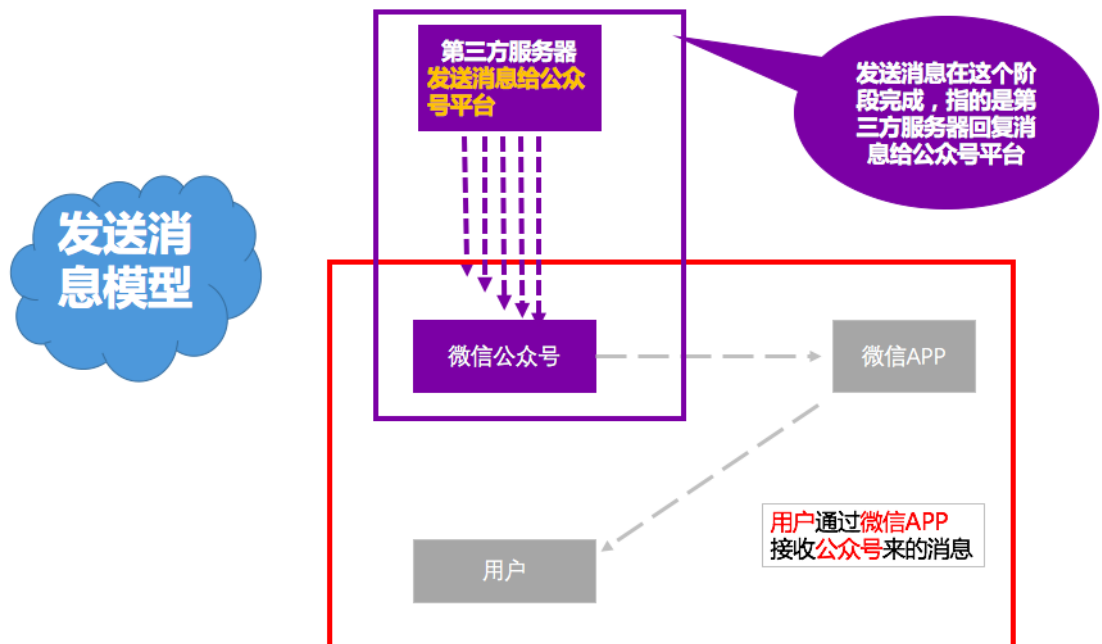 第三方服务器
发送消息给公众
号平台
发送消息在这个阶
段完成，指的是第
三方服务器回复消
息给公众号平台
发送消
息模型
微信公众号
微信APP
用户通过微信APP
接收公众号来的消息
用户